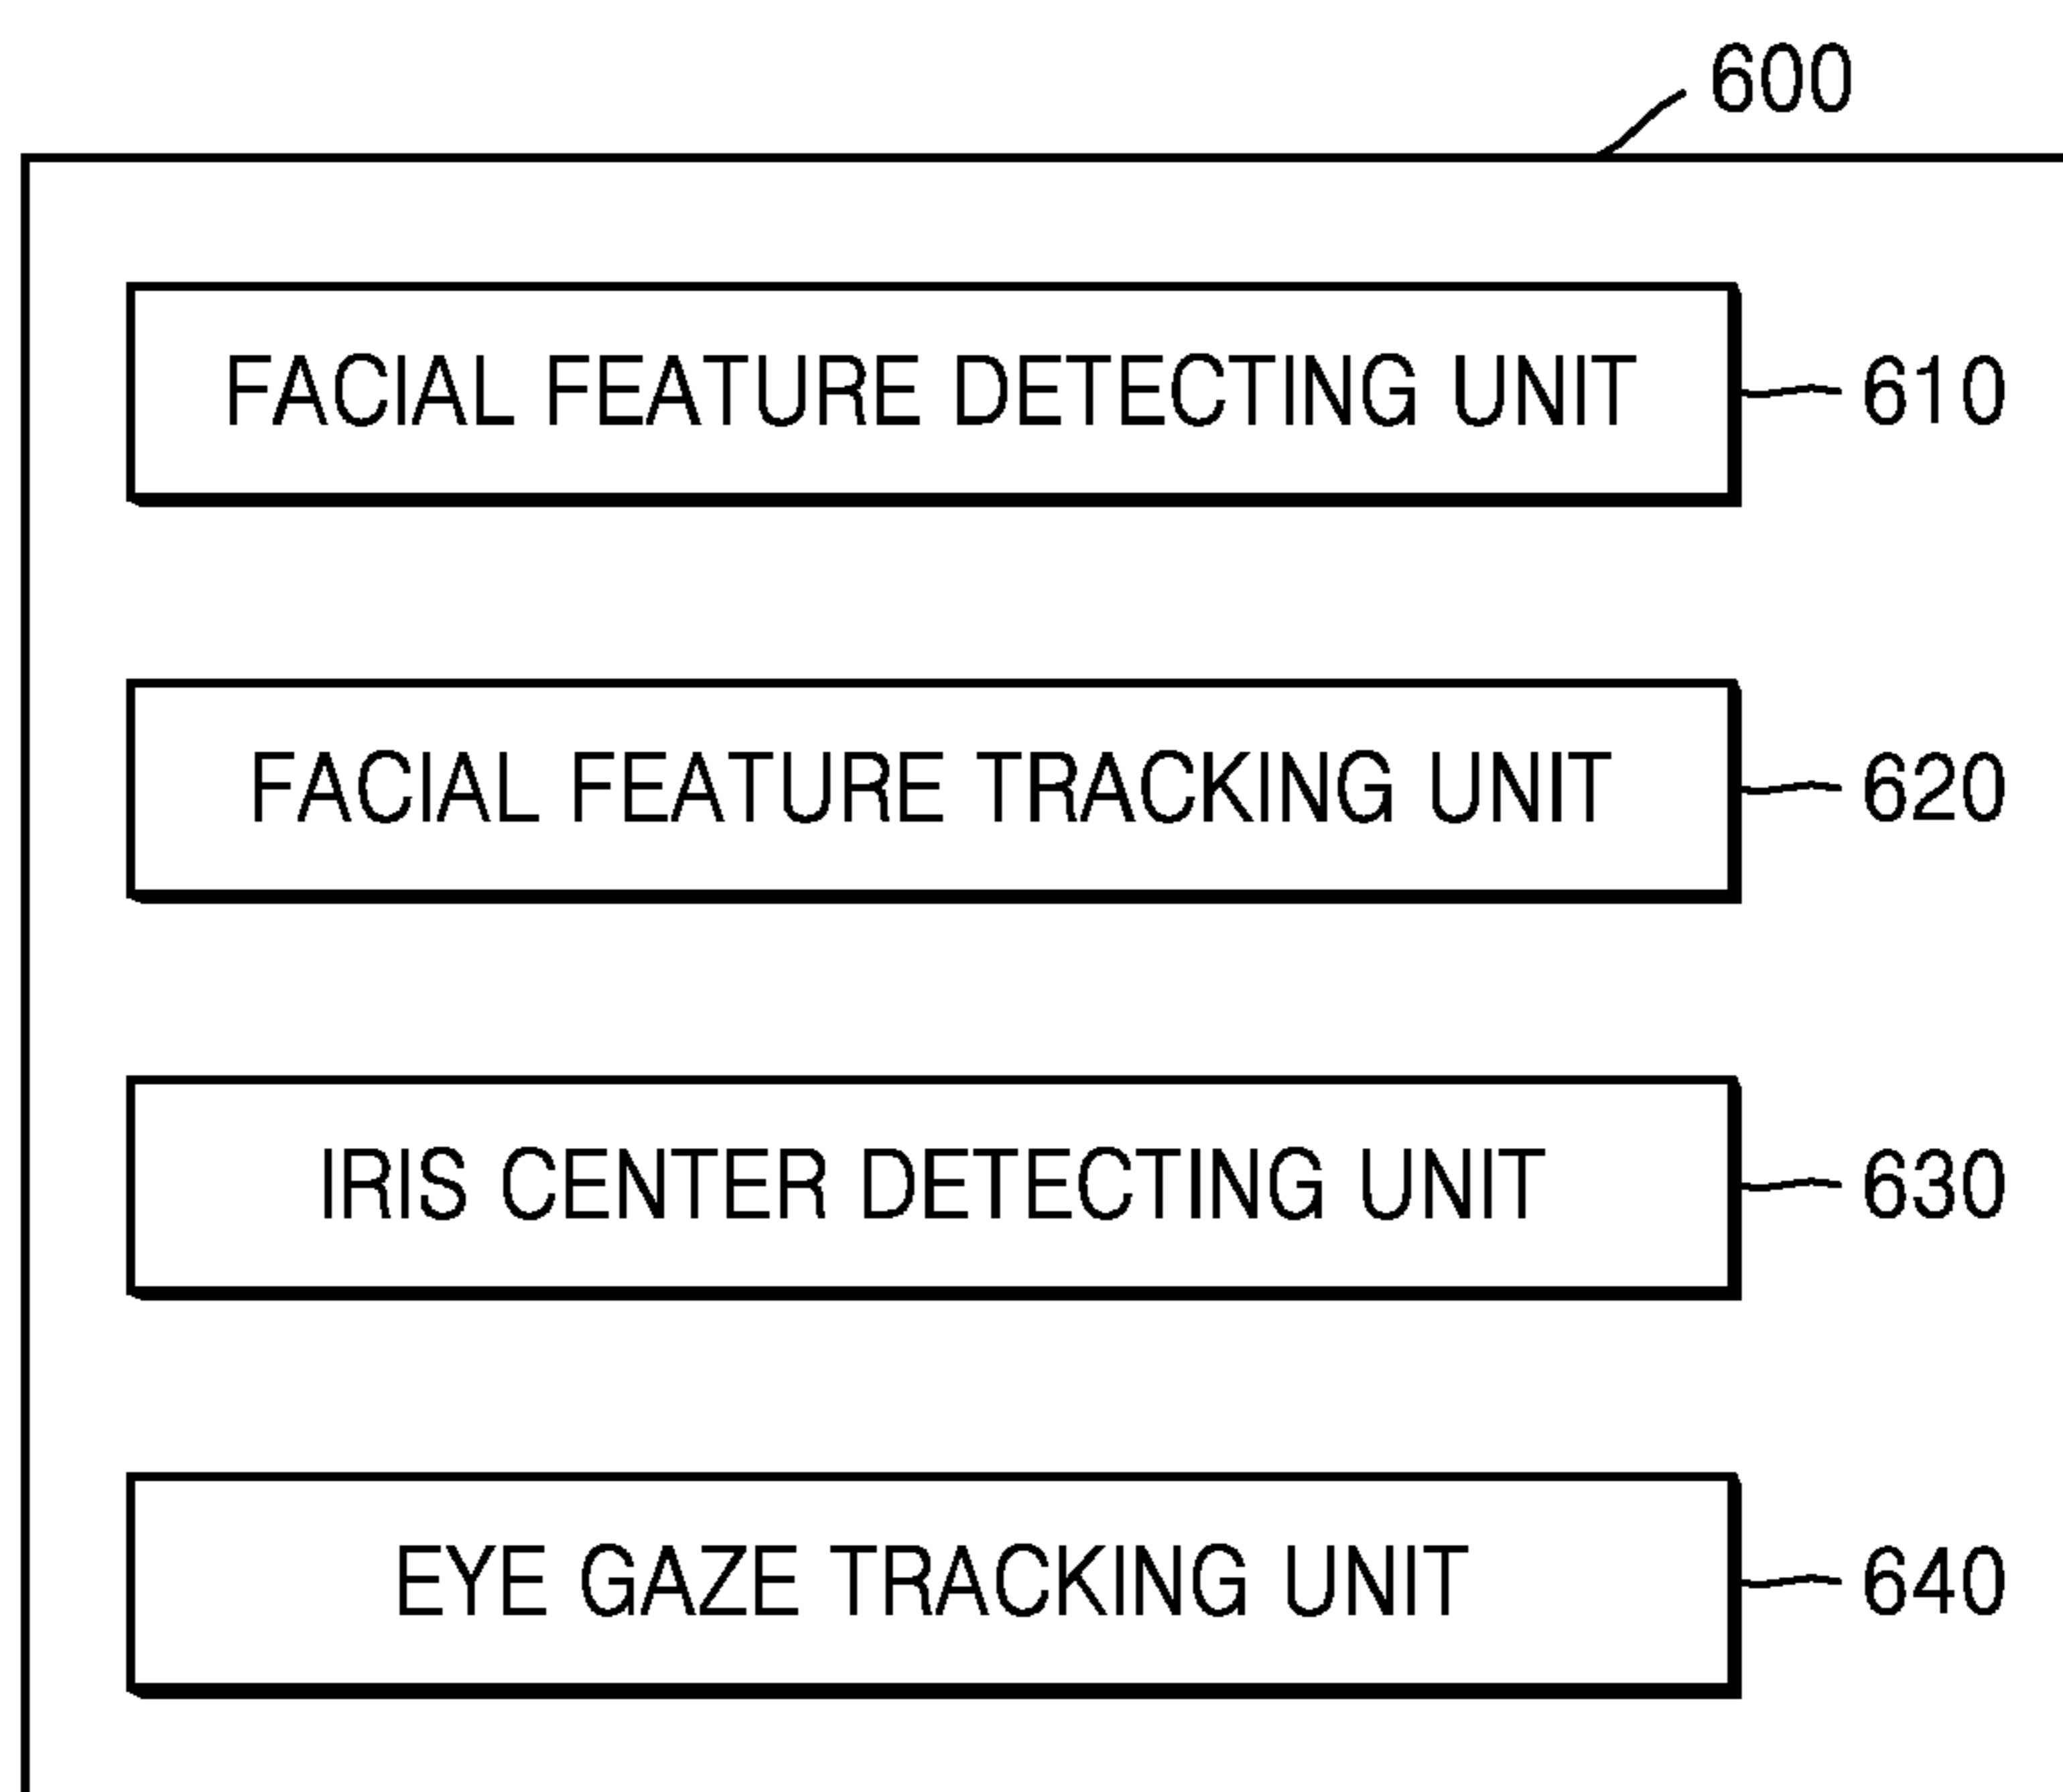 600
FACIAL FEATURE DETECTING UNIT 610
FACIAL FEATURE TRACKING UNIT 620
IRIS CENTER DETECTING UNIT 630
EYE GAZE TRACKING UNIT 640